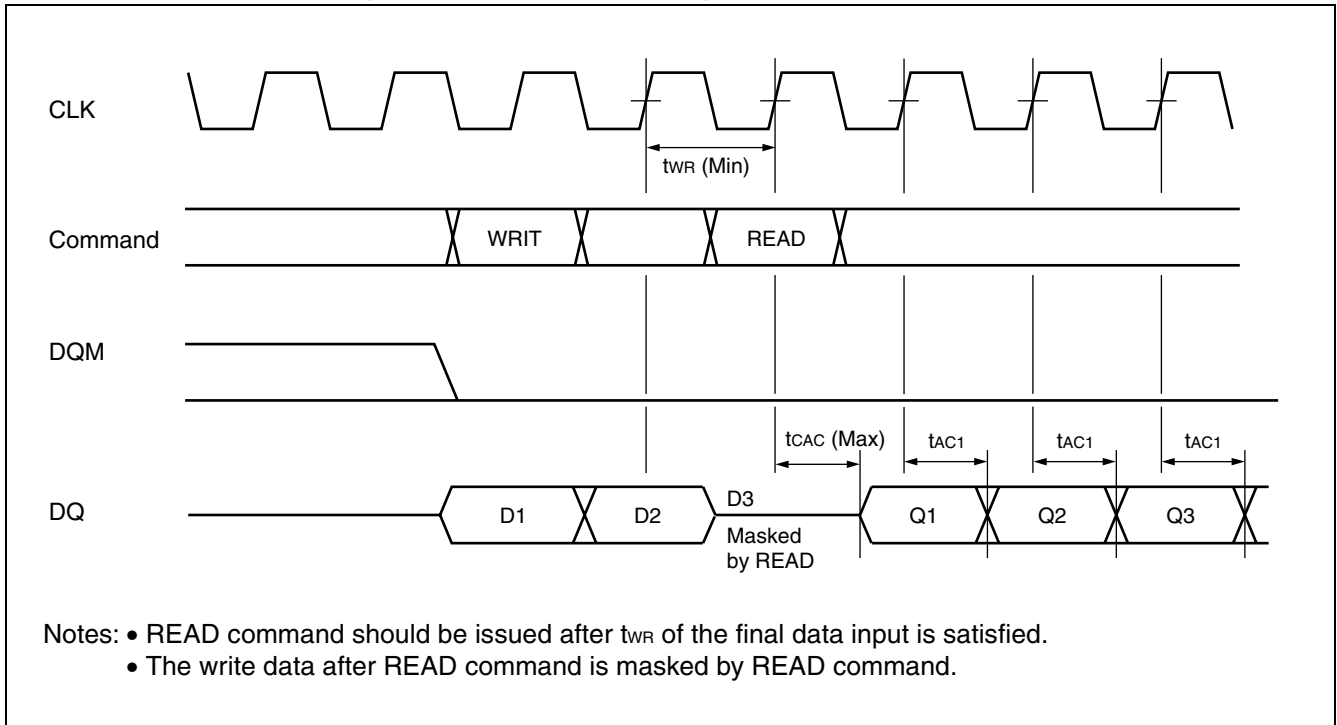 CLK
tWR (Min)
Command
WRIT
READ
DQM
tCAC (Max)
tAC1
tAC1
tAC1
DQ
D1
D2
D3
Masked
by READ
Q1
Q2
Q3
Notes: • READ command should be issued after tWR of the final data input is satisfied.
• The write data after READ command is masked by READ command.